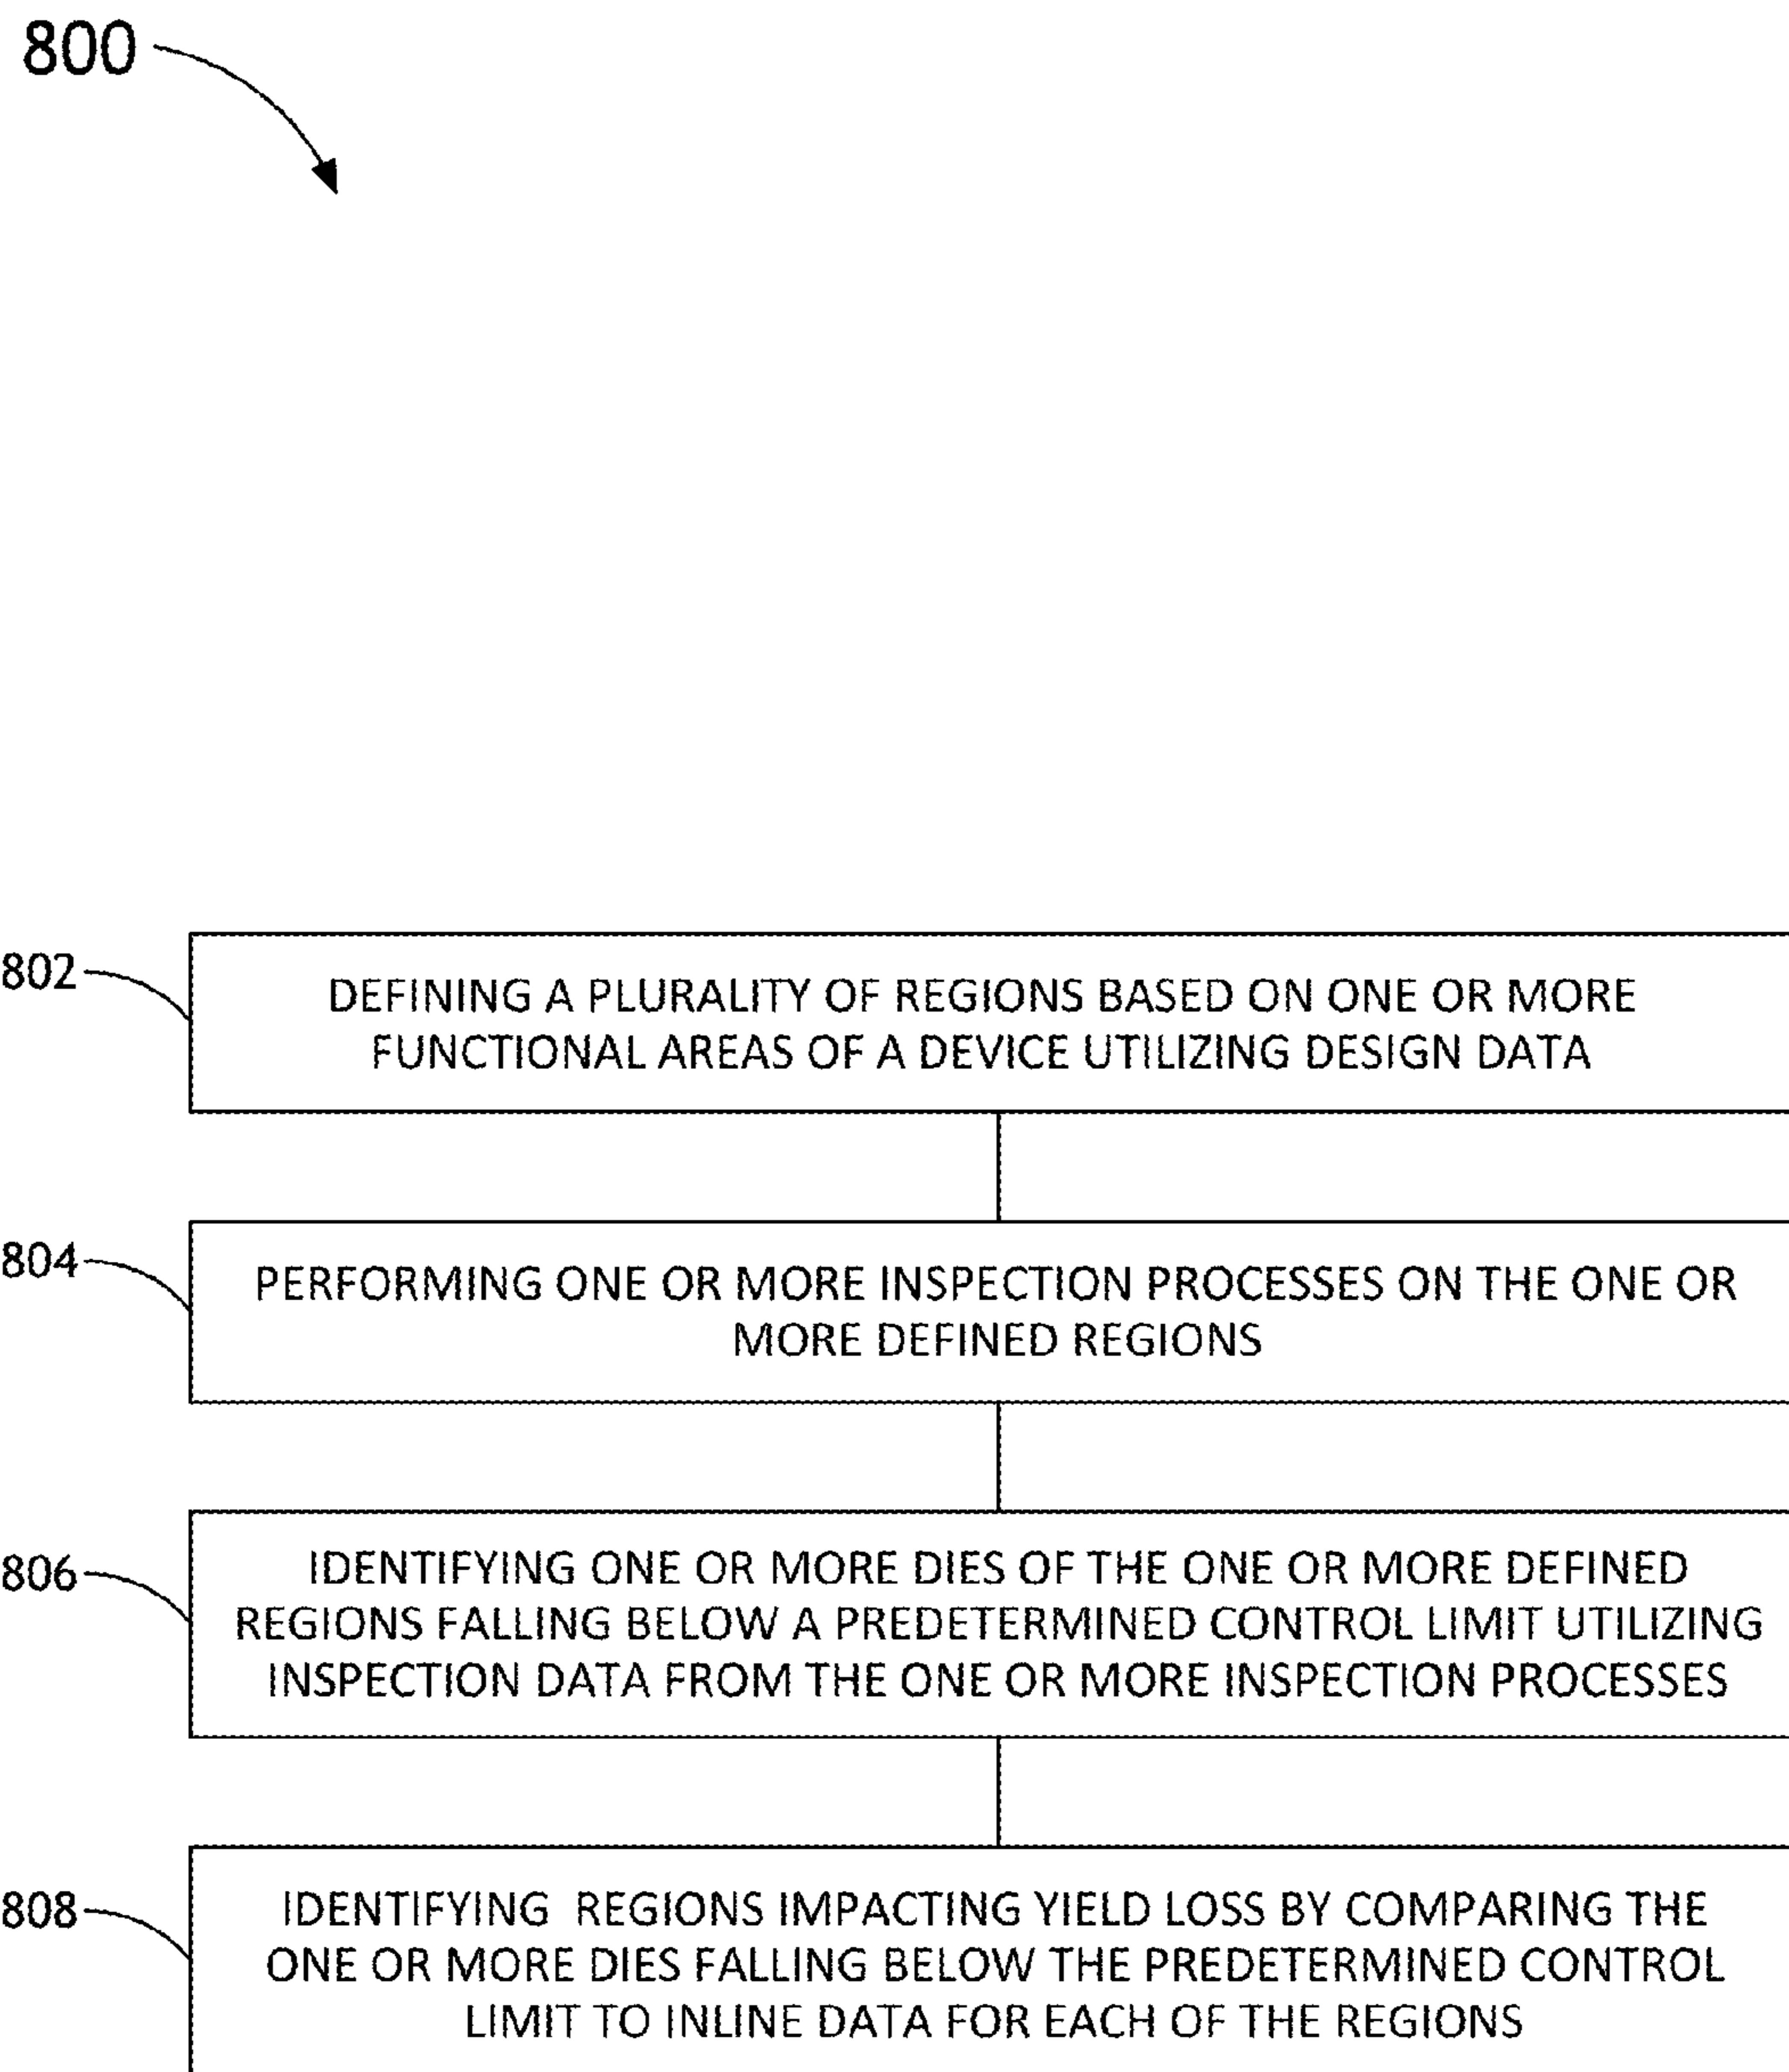 800
802
DEFINING A PLURALITY OF REGIONS BASED ON ONE OR MORE
FUNCTIONAL AREAS OF A DEVICE UTILIZING DESIGN DATA
804
PERFORMING ONE OR MORE INSPECTION PROCESSES ON THE ONE OR
MORE DEFINED REGIONS
806
IDENTIFYING ONE OR MORE DIES OF THE ONE OR MORE DEFINED
REGIONS FALLING BELOW A PREDETERMINED CONTROL LIMIT UTILIZING
INSPECTION DATA FROM THE ONE OR MORE INSPECTION PROCESSES
808
IDENTIFYING REGIONS IMPACTING YIELD LOSS BY COMPARING THE
ONE OR MORE DIES FALLING BELOW THE PREDETERMINED CONTROL
LIMIT TO INLINE DATA FOR EACH OF THE REGIONS